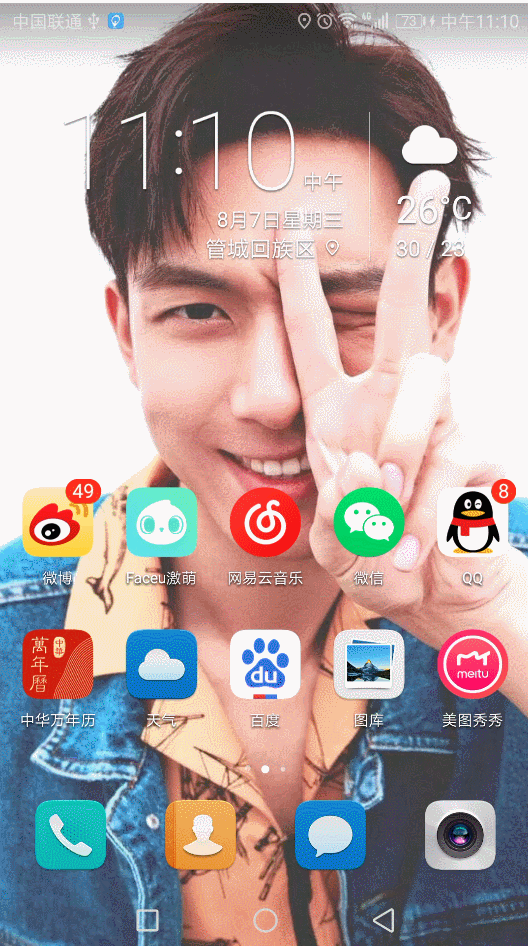 中国联通 4G 73 中午11:10
11:10 中午
8月7日星期三
管城回族区
26°C
30 / 23
49
8
微博 Faceu激萌 网易云音乐 微信 QQ
萬年曆 中华
du
meitu
中华万年历 天气 百度 图库 美图秀秀